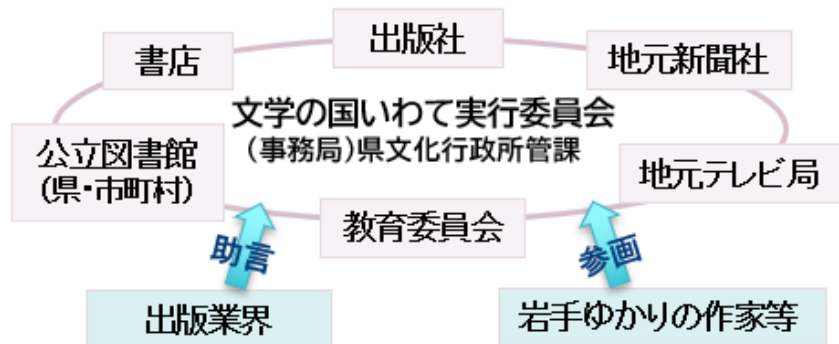 出版社
書店
地元新聞社
文学の国いわて実行委員会
(事務局)県文化行政所管課
公立図書館
(県・市町村)
地元テレビ局
教育委員会
助言
参画
出版業界
岩手ゆかりの作家等